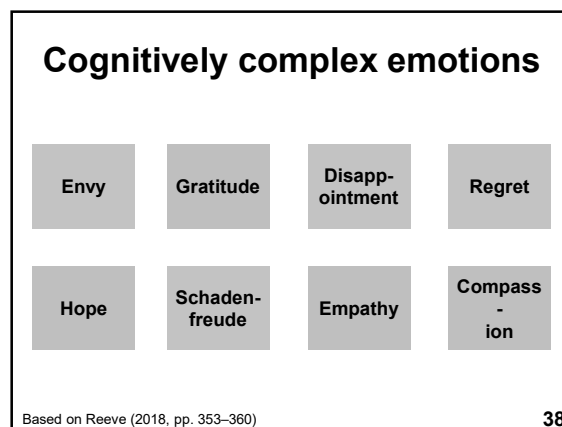 Cognitively complex emotions
Envy
Gratitude
Disapp-
ointment
Regret
Hope
Schaden-
freude
Empathy
Compass
-
ion
Based on Reeve (2018, pp. 353–360)
38